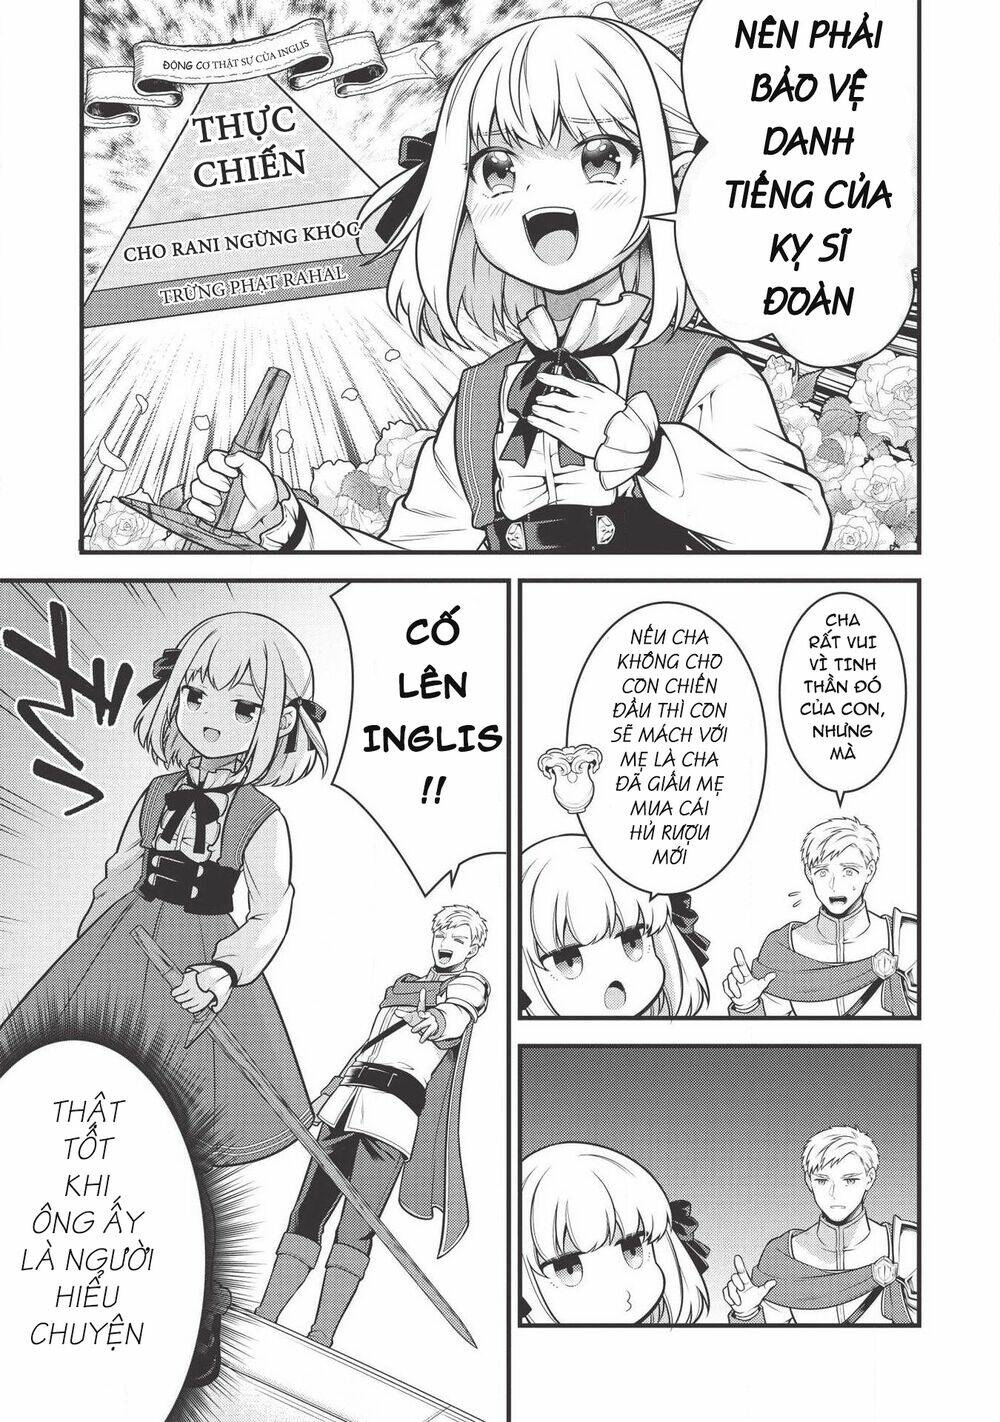 NÊN PHẢI
BẢO VỆ
DANH
TIẾNG CỦA
KỴ SĨ
ĐOÀN
ĐỘNG CƠ THẬT SỰ CỦA INGLIS
THỰC
CHIẾN
CHO RANI NGỪNG KHÓC
TRỪNG PHẠT RAHAL
CHA
RẤT VUI
VÌ TINH
THẦN ĐÓ
CỦA CON,
NHƯNG
MÀ
NẾU CHA
KHÔNG CHO
CON CHIẾN
ĐẤU THÌ CON
SẼ MÁCH VỚI
MẸ LÀ CHA
ĐÃ GIẤU MẸ
MUA CÁI
HỦ RƯỢU
MỚI
CỐ
LÊN
INGLIS
!!
THẬT
TỐT
KHI
ÔNG ẤY
LÀ NGƯỜI
HIỂU
CHUYỆN